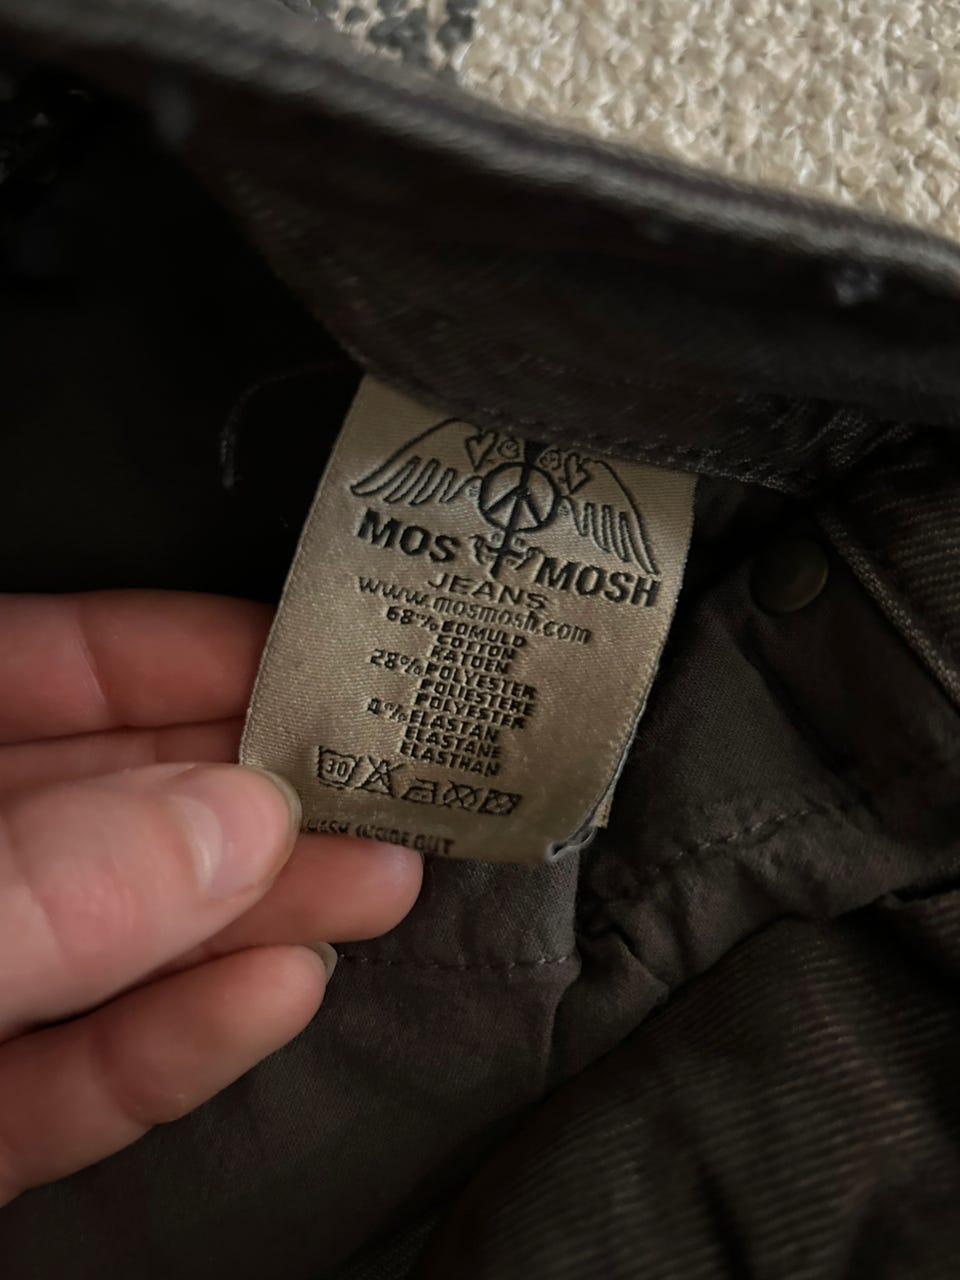 MOS MOSH
JEANS
www.mosmosh.com
68% BOMULD
COTTON
KATOEN
28% POLYESTER
POLIESTERE
POLYESTER
4% ELASTAN
ELASTANE
ELASTHAN
30
WASH INSIDE OUT